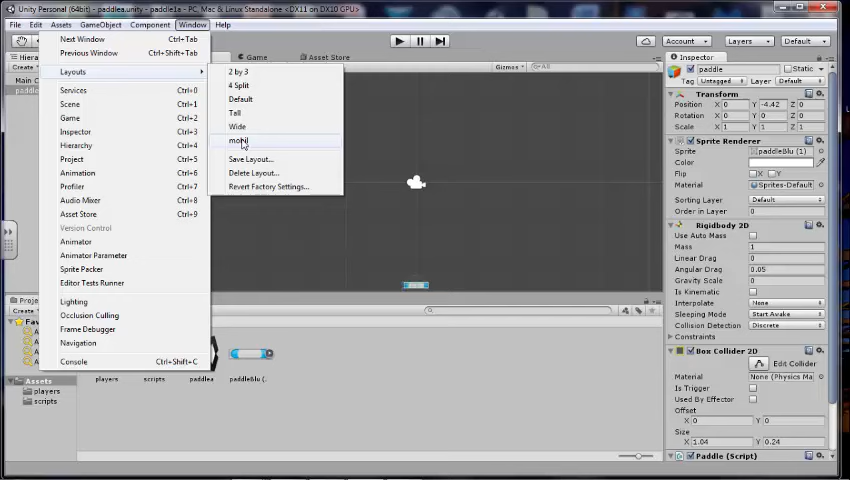 Unity Personal (64bit) - paddlea.unity - paddle1a - PC, Mac & Linux Standalone <DX11 on DX10 GPU>
File Edit Assets GameObject Component Window Help
Account Layers Default
Next Window Ctrl+Tab
Previous Window Ctrl+Shift+Tab
Layouts
Services Ctrl+0
Scene Ctrl+1
Game Ctrl+2
Inspector Ctrl+3
Hierarchy Ctrl+4
Project Ctrl+5
Animation Ctrl+6
Profiler Ctrl+7
Audio Mixer Ctrl+8
Asset Store Ctrl+9
Version Control
Animator
Animator Parameter
Sprite Packer
Editor Tests Runner
Lighting
Occlusion Culling
Frame Debugger
Navigation
Console Ctrl+Shift+C
2 by 3
4 Split
Default
Tall
Wide
Save Layout...
Delete Layout...
Revert Factory Settings...
Game Asset Store
Gizmos
Create
Main C
Create
Assets
players
scripts
players scripts paddlea paddleBlu (.
Inspector
paddle Static
Tag Untagged Layer Default
Transform
Position X 0 Y -4.42 Z 0
Rotation X 0 Y 0 Z 0
Scale X 1 Y 1 Z 1
Sprite Renderer
Sprite paddleBlu (1)
Color
Flip X Y
Material Sprites-Default
Sorting Layer Default
Order in Layer 0
Rigidbody 2D
Use Auto Mass
Mass 1
Linear Drag 0
Angular Drag 0.05
Gravity Scale 0
Is Kinematic
Interpolate None
Sleeping Mode Start Awake
Collision Detection Discrete
Constraints
Box Collider 2D
Edit Collider
Material None (Physics Ma
Is Trigger
Used By Effector
Offset
X 0 Y 0
Size
X 1.04 Y 0.24
Paddle (Script)